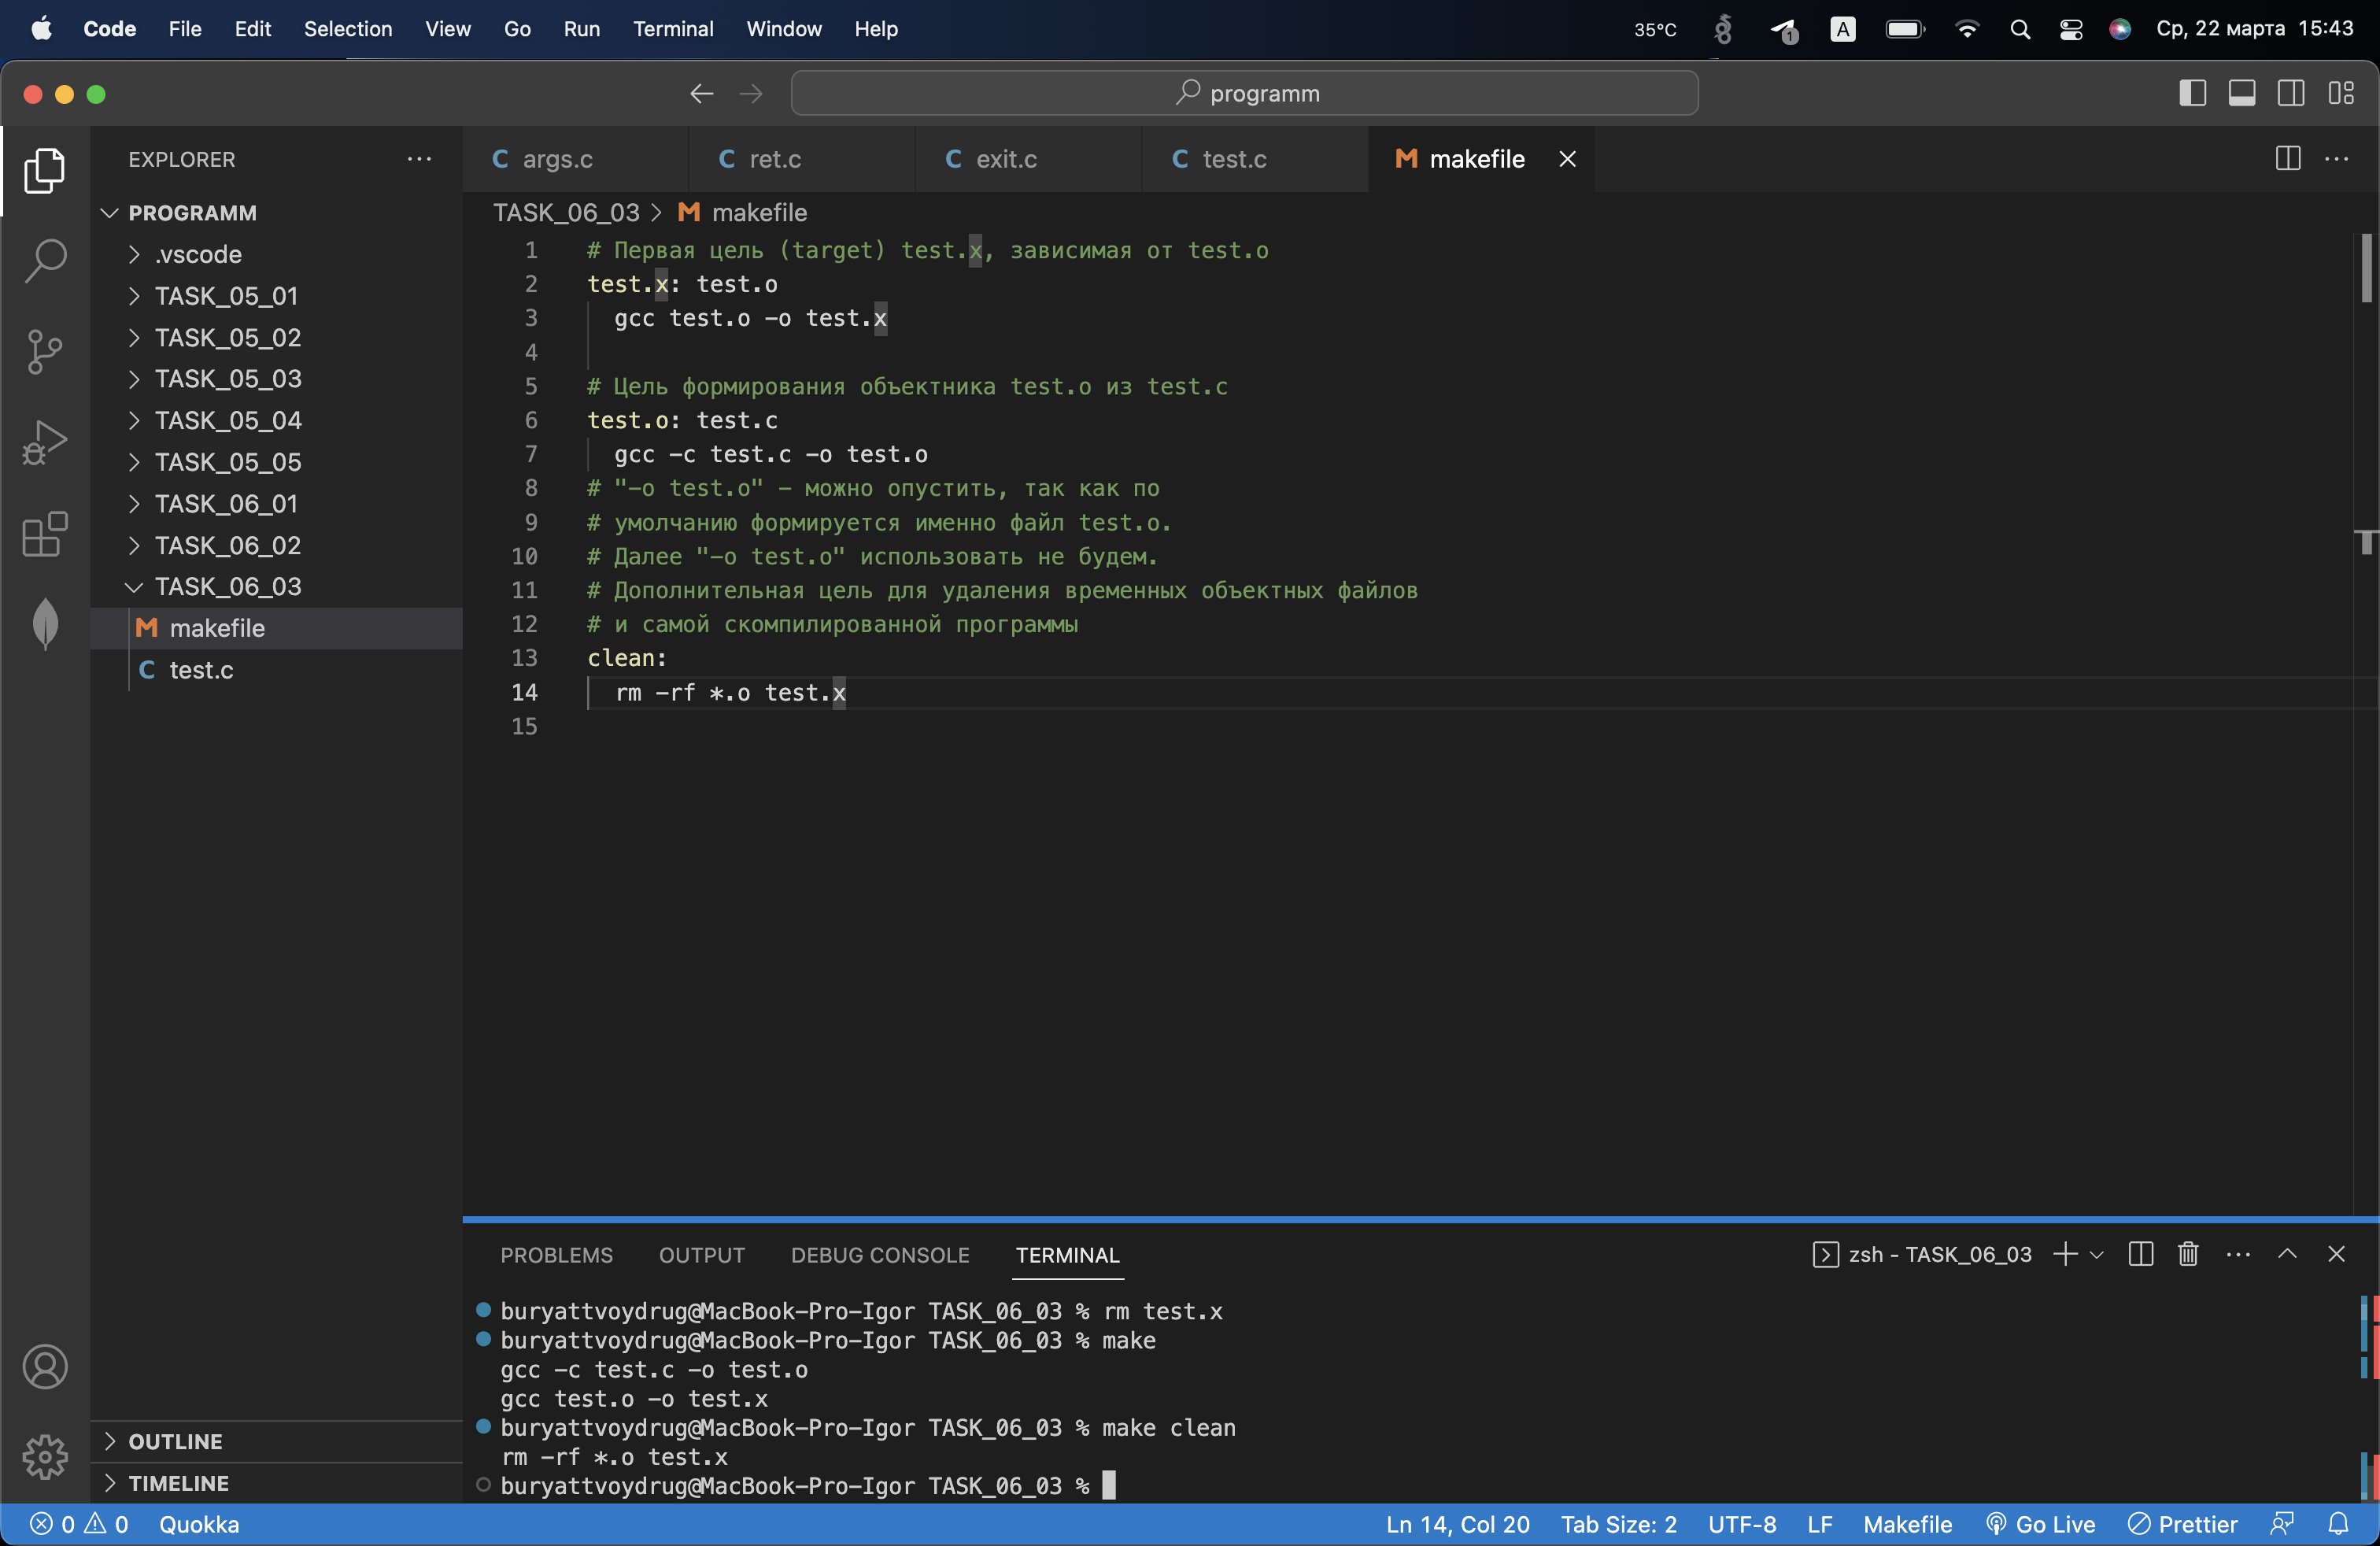 Code File Edit Selection View Go Run Terminal Window Help 35°C 1 A Ср, 22 марта 15:43
programm
EXPLORER
PROGRAMM
.vscode
TASK_05_01
TASK_05_02
TASK_05_03
TASK_05_04
TASK_05_05
TASK_06_01
TASK_06_02
TASK_06_03
M makefile
C test.c
OUTLINE
TIMELINE
C args.c C ret.c C exit.c C test.c M makefile
TASK_06_03 > M makefile
1 # Первая цель (target) test.x, зависимая от test.o
2 test.x: test.o
3 gcc test.o -o test.x
4
5 # Цель формирования объектника test.o из test.c
6 test.o: test.c
7 gcc -c test.c -o test.o
8 # "-o test.o" - можно опустить, так как по
9 # умолчанию формируется именно файл test.o.
10 # Далее "-o test.o" использовать не будем.
11 # Дополнительная цель для удаления временных объектных файлов
12 # и самой скомпилированной программы
13 clean:
14 rm -rf *.o test.x
15
PROBLEMS OUTPUT DEBUG CONSOLE TERMINAL zsh - TASK_06_03
buryattvoydrug@MacBook-Pro-Igor TASK_06_03 % rm test.x
buryattvoydrug@MacBook-Pro-Igor TASK_06_03 % make
gcc -c test.c -o test.o
gcc test.o -o test.x
buryattvoydrug@MacBook-Pro-Igor TASK_06_03 % make clean
rm -rf *.o test.x
buryattvoydrug@MacBook-Pro-Igor TASK_06_03 %
0 0 Quokka Ln 14, Col 20 Tab Size: 2 UTF-8 LF Makefile Go Live Prettier